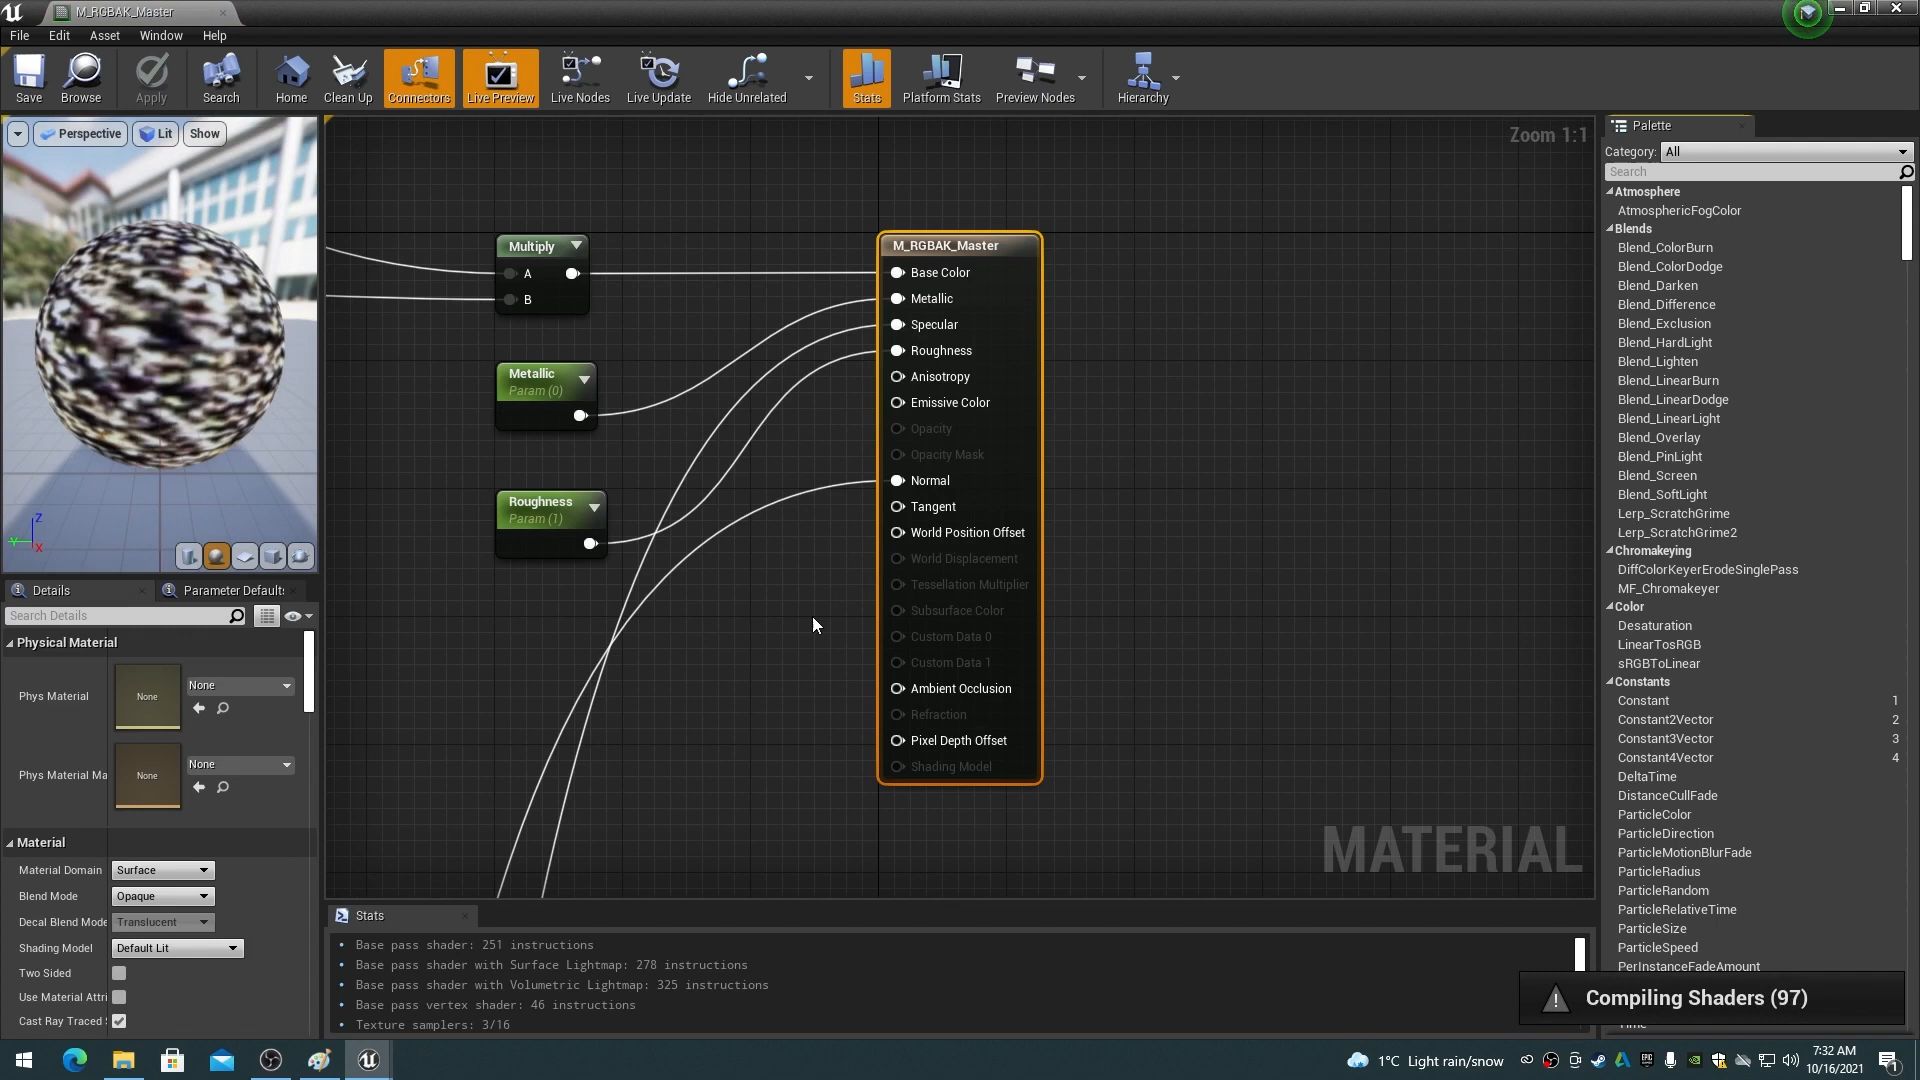 M_RGBAK_Master
File Edit Asset Window Help
Save Browse Apply Search Home Clean Up Connectors Live Preview Live Nodes Live Update Hide Unrelated Stats Platform Stats Preview Nodes Hierarchy
Perspective Lit Show
Zoom 1:1
Multiply
A
B
Metallic
Param (0)
Roughness
Param (1)
M_RGBAK_Master
Base Color
Metallic
Specular
Roughness
Anisotropy
Emissive Color
Opacity
Opacity Mask
Normal
Tangent
World Position Offset
World Displacement
Tessellation Multiplier
Subsurface Color
Custom Data 0
Custom Data 1
Ambient Occlusion
Refraction
Pixel Depth Offset
Shading Model
MATERIAL
Z
Y
X
Details Parameter Defaults
Search Details
Physical Material
Phys Material None None
Phys Material Ma None None
Material
Material Domain Surface
Blend Mode Opaque
Decal Blend Mode Translucent
Shading Model Default Lit
Two Sided
Use Material Attri
Cast Ray Traced S
Stats
• Base pass shader: 251 instructions
• Base pass shader with Surface Lightmap: 278 instructions
• Base pass shader with Volumetric Lightmap: 325 instructions
• Base pass vertex shader: 46 instructions
• Texture samplers: 3/16
Palette
Category: All
Search
Atmosphere
AtmosphericFogColor
Blends
Blend_ColorBurn
Blend_ColorDodge
Blend_Darken
Blend_Difference
Blend_Exclusion
Blend_HardLight
Blend_Lighten
Blend_LinearBurn
Blend_LinearDodge
Blend_LinearLight
Blend_Overlay
Blend_PinLight
Blend_Screen
Blend_SoftLight
Lerp_ScratchGrime
Lerp_ScratchGrime2
Chromakeying
DiffColorKeyerErodeSinglePass
MF_Chromakeyer
Color
Desaturation
LinearTosRGB
sRGBToLinear
Constants
Constant 1
Constant2Vector 2
Constant3Vector 3
Constant4Vector 4
DeltaTime
DistanceCullFade
ParticleColor
ParticleDirection
ParticleMotionBlurFade
ParticleRadius
ParticleRandom
ParticleRelativeTime
ParticleSize
ParticleSpeed
PerInstanceFadeAmount
Compiling Shaders (97)
Time
1°C Light rain/snow
7:32 AM
10/16/2021
1